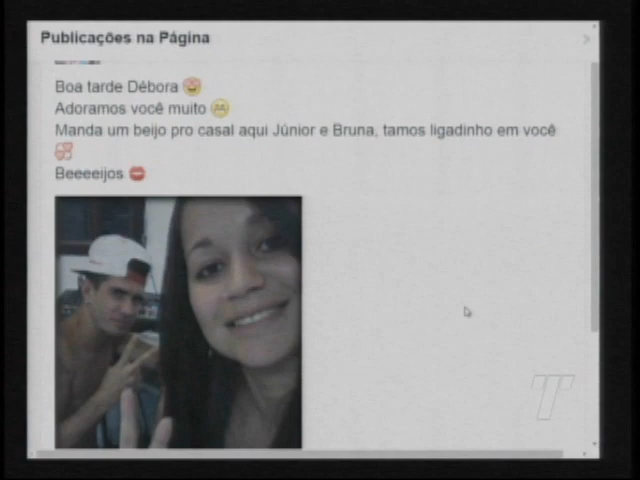 Publicações na Página
Boa tarde Débora
Adoramos você muito
Manda um beijo pro casal aqui Júnior e Bruna, tamos ligadinho em você
Beeeeijos
T